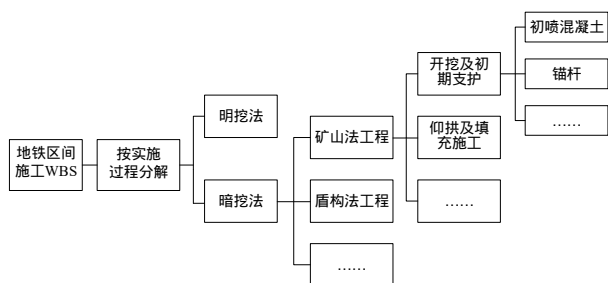 地铁区间
施工WBS
按实施
过程分解
明挖法
暗挖法
矿山法工程
盾构法工程
……
开挖及初
期支护
仰拱及填
充施工
……
初喷混凝土
锚杆
……